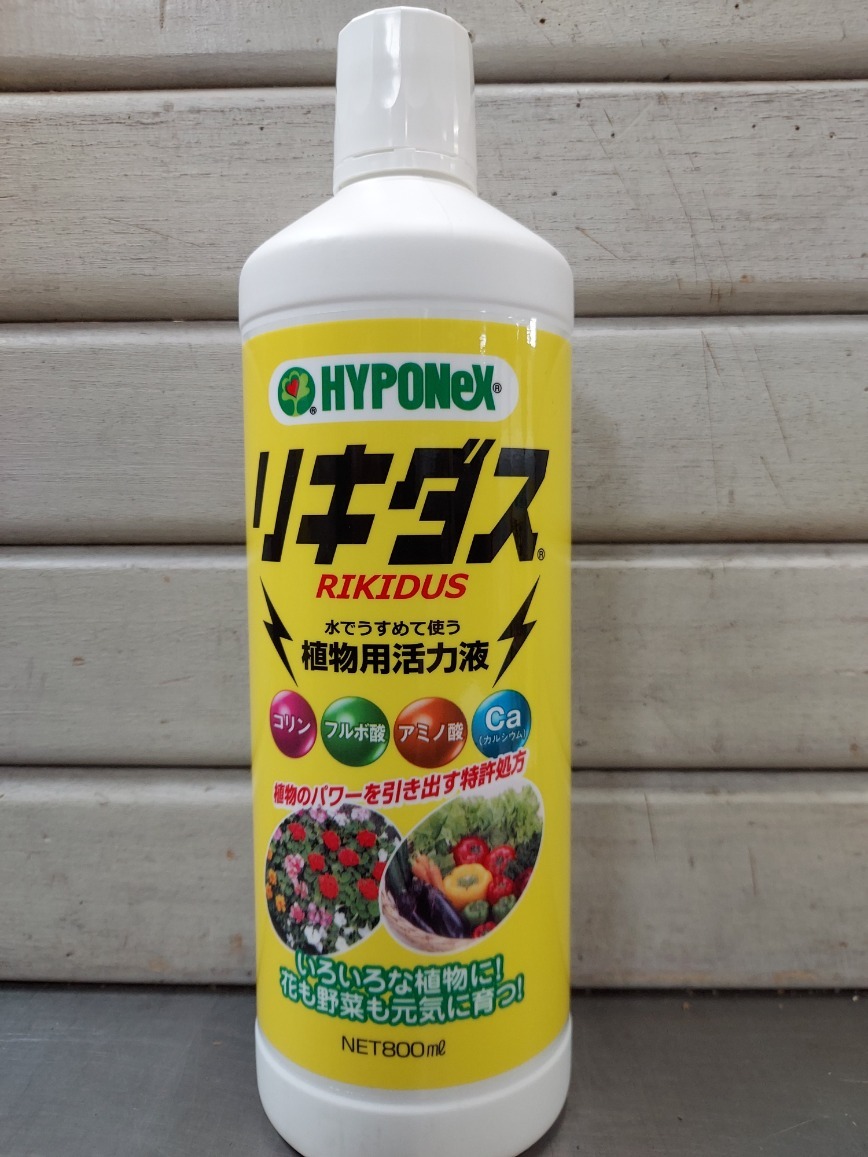 HYPONeX®
リキダス®
RIKIDUS
水でうすめて使う
植物用活力液
コリン
フルボ酸
アミノ酸
Ca
(カルシウム)
植物のパワーを引き出す特許処方
いろいろな植物に!
花も野菜も元気に育つ!
NET800㎖